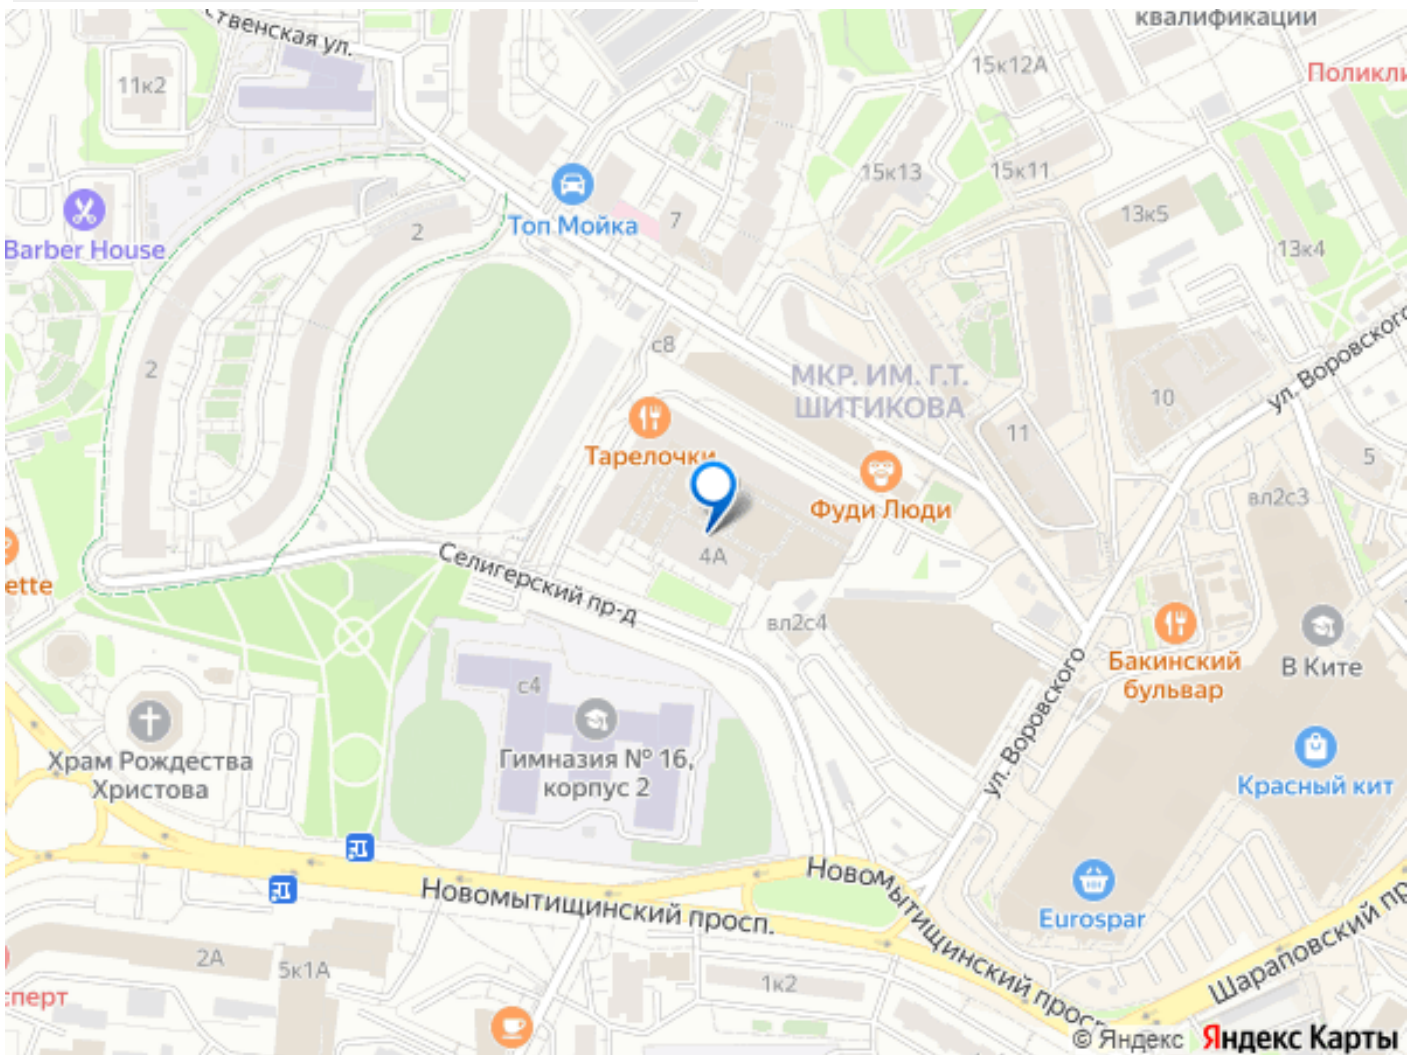 ственская ул.
квалификации
11к2
15к12А
Поликли
15к13
15к11
Barber House
Топ Мойка
7
2
13к5
13к4
2
с8
МКР. ИМ. Г.Т.
ШИТИКОВА
ул. Воровского
10
11
Тарелочки
5
Фуди Люди
вл2с3
4А
ette
Селигерский пр-д
вл2с4
Бакинский
бульвар
В Ките
с4
ул. Воровского
Храм Рождества
Христова
Гимназия № 16,
корпус 2
Красный кит
Новомытищинский просп.
Новомытищинский просп.
Eurospar
Шараповский пр
2А
5к1А
1к2
сперт
© Яндекс Яндекс Карты